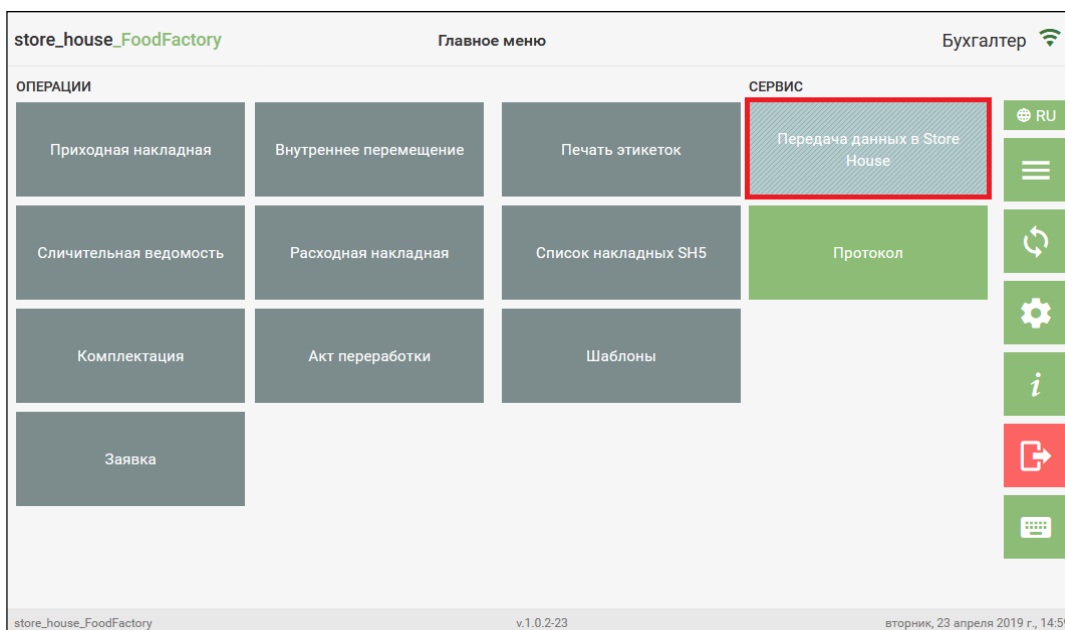 store_house_FoodFactory
Главное меню
Бухгалтер
ОПЕРАЦИИ
СЕРВИС
Приходная накладная
Внутреннее перемещение
Печать этикеток
Передача данных в Store
House
RU
Сличительная ведомость
Расходная накладная
Список накладных SH5
Протокол
Комплектация
Акт переработки
Шаблоны
i
Заявка
store_house_FoodFactory
v.1.0.2-23
вторник, 23 апреля 2019 г., 14:59